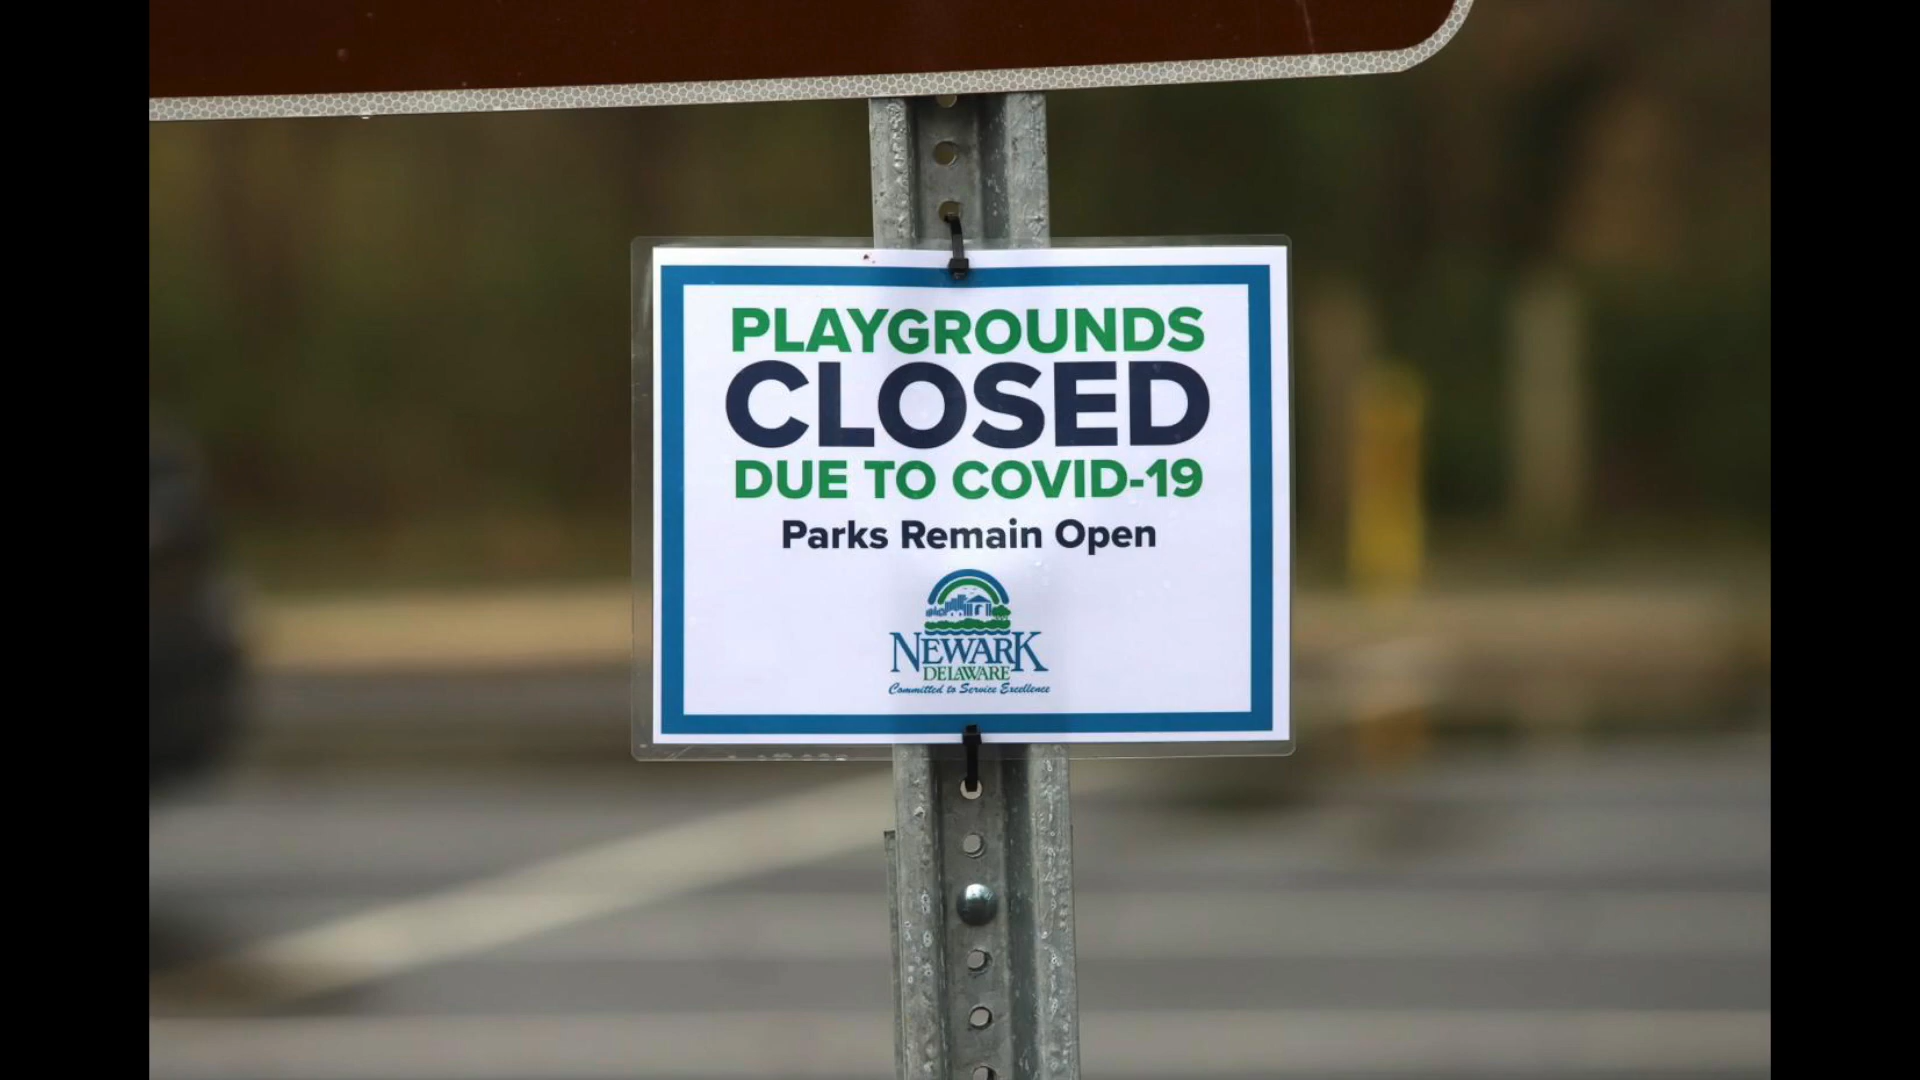 PLAYGROUNDS
CLOSED
DUE TO COVID-19
Parks Remain Open
NEWARK
DELAWARE
Committed to Service Excellence